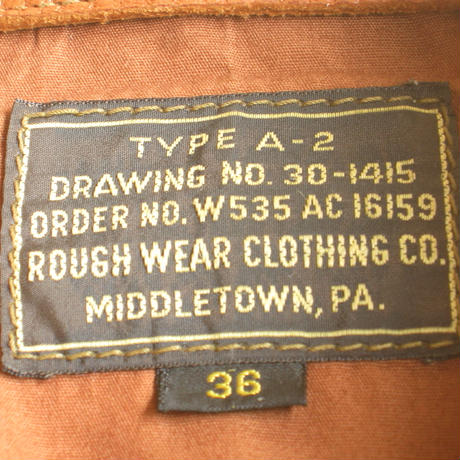 TYPE A-2
DRAWING NO. 30-1415
ORDER NO. W535 AC 16159
ROUGH WEAR CLOTHING CO.
MIDDLETOWN, PA.
36